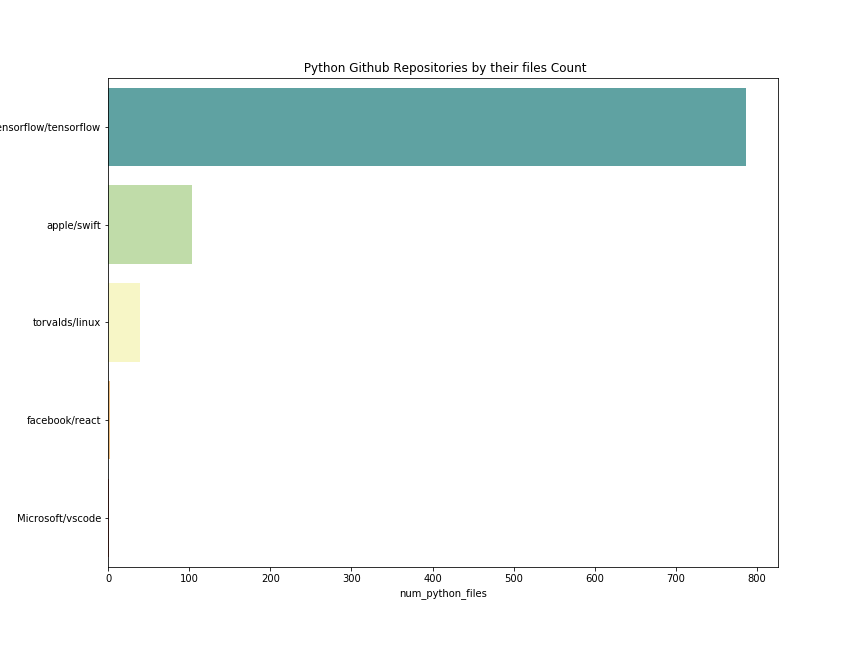 Python Github Repositories by their files Count
ensorflow/tensorflow
apple/swift
torvalds/linux
facebook/react
Microsoft/vscode
0 100 200 300 400 500 600 700 800
num_python_files